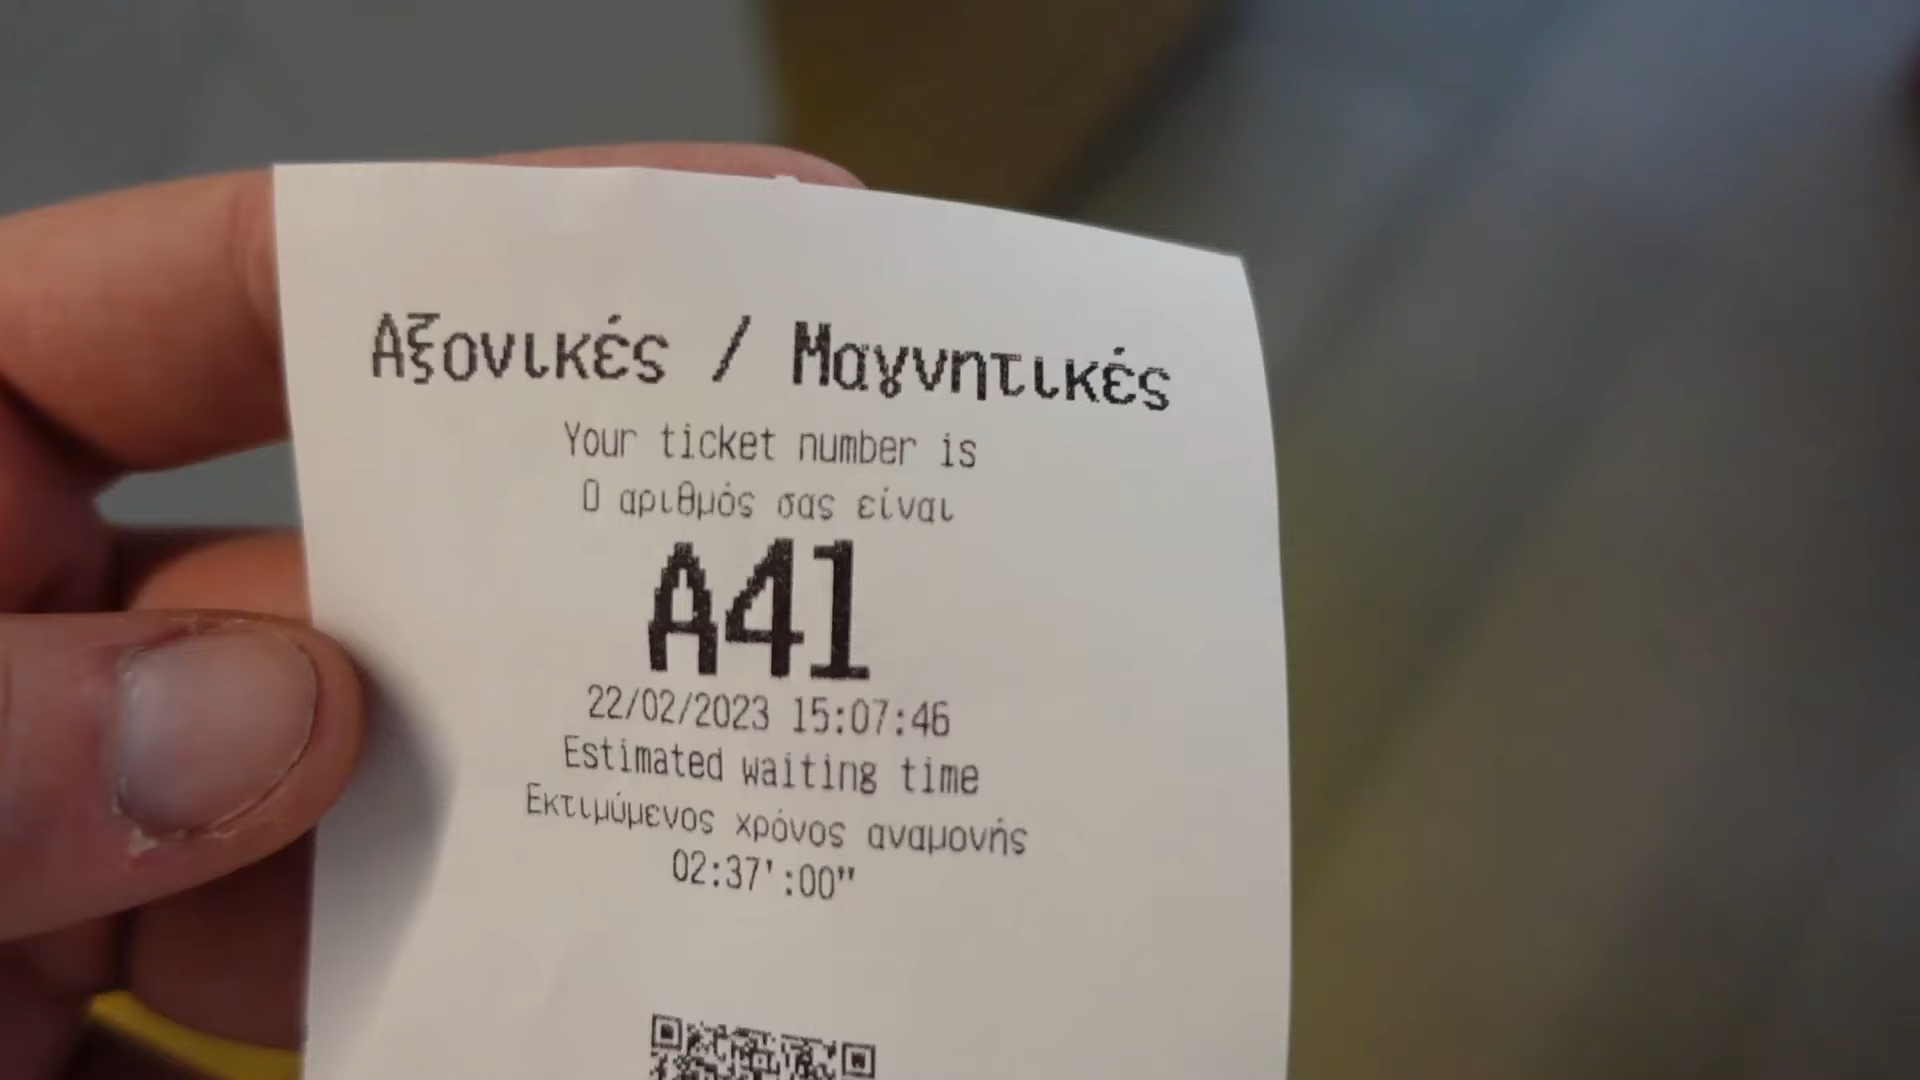 Αξονικές / Μαγνητικές
Your ticket number is
Ο αριθμός σας είναι
A41
22/02/2023 15:07:46
Estimated waiting time
Εκτιμύμενος χρόνος αναμονής
02:37':00"